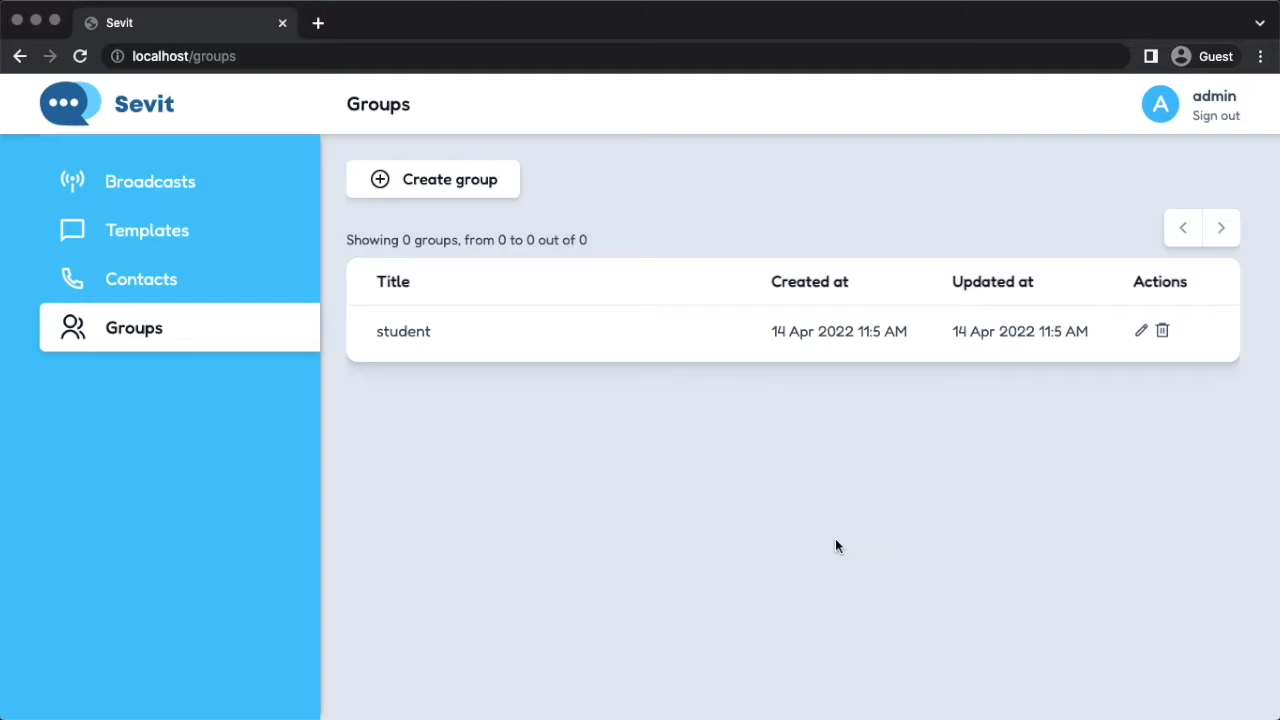 Sevit
localhost/groups
Guest
Sevit
Groups
admin
Sign out
A
Broadcasts
Templates
Contacts
Groups
Create group
Showing 0 groups, from 0 to 0 out of 0
Title Created at Updated at Actions
student 14 Apr 2022 11:5 AM 14 Apr 2022 11:5 AM